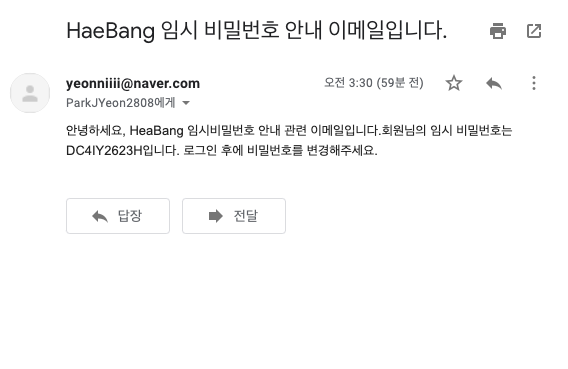 HaeBang 임시 비밀번호 안내 이메일입니다.
yeonniiii@naver.com
오전 3:30 (59분 전)
ParkJYeon2808에게
안녕하세요, HeaBang 임시비밀번호 안내 관련 이메일입니다.회원님의 임시 비밀번호는
DC4IY2623H입니다. 로그인 후에 비밀번호를 변경해주세요.
답장
전달